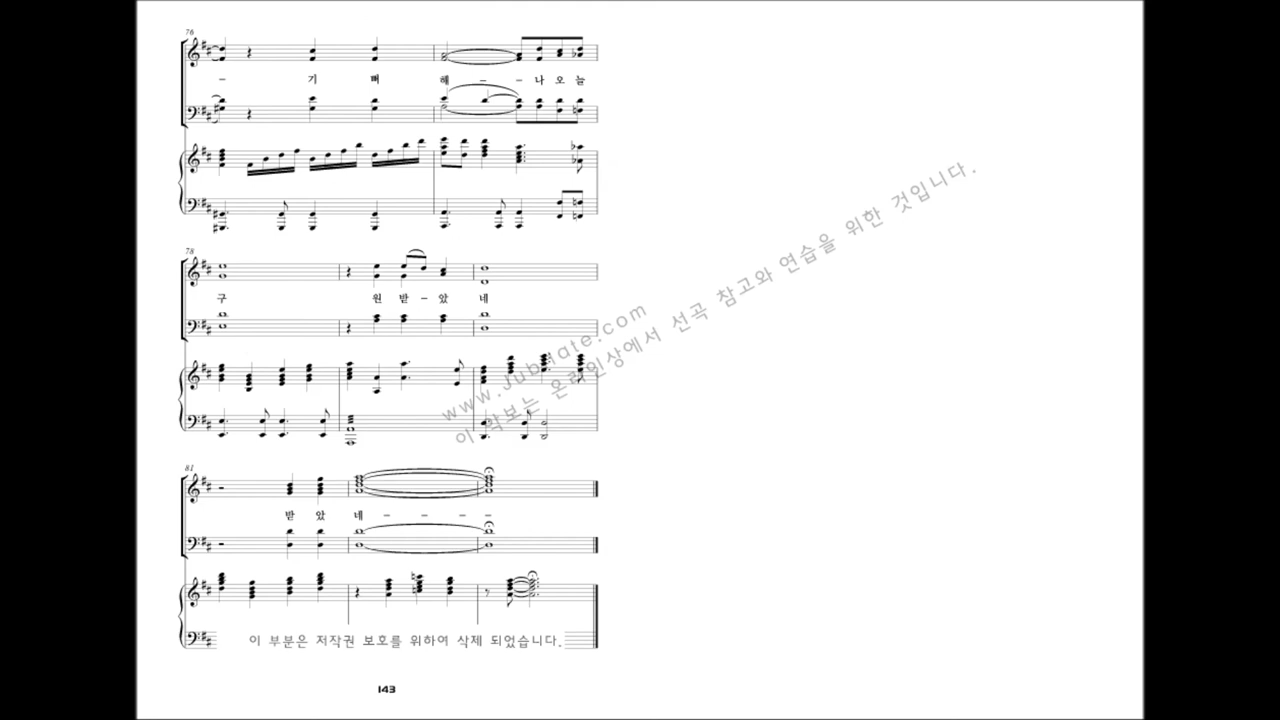 76
- 기 뻐 해 - - 나 오 늘
78
구 원 받 - 았 네
www.Jubilate.com
이 악보는 온라인상에서 선곡 참고와 연습을 위한 것입니다.
81
받 았 네 - - - -
이 부분은 저작권 보호를 위하여 삭제 되었습니다.
143